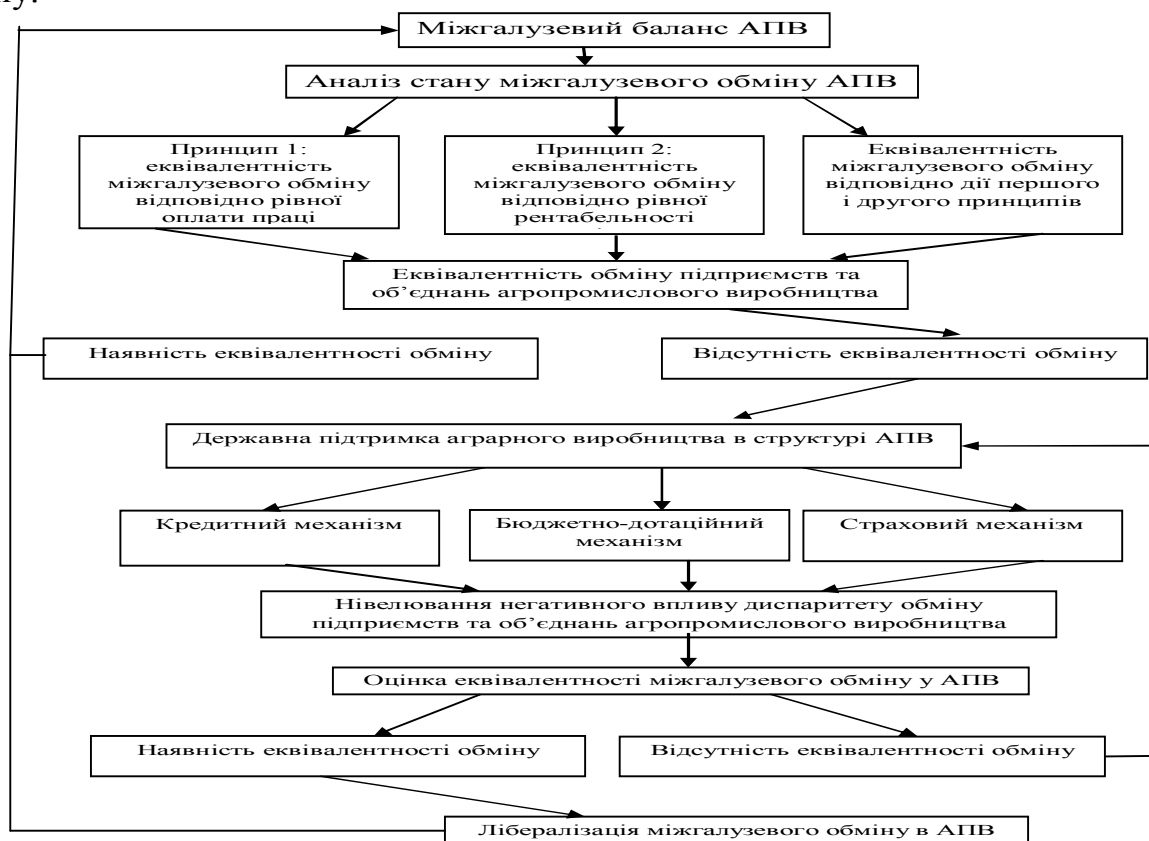 Міжгалузевий баланс АПВ
Аналіз стану міжгалузевого обміну АПВ
Принцип 1:
еквівалентність
міжгалузевого обміну
відповідно рівної
оплати праці
Принцип 2:
еквівалентність
міжгалузевого обміну
відповідно рівної
рентабельності
Еквівалентність
міжгалузевого обміну
відповідно дії першого
і другого принципів
Еквівалентність обміну підприємств та
об’єднань агропромислового виробництва
Наявність еквівалентності обміну
Відсутність еквівалентності обміну
Державна підтримка аграрного виробництва в структурі АПВ
Кредитний механізм
Бюджетно-дотаційний
механізм
Страховий механізм
Нівелювання негативного впливу диспаритету обміну
підприємств та об’єднань агропромислового виробництва
Оцінка еквівалентності міжгалузевого обміну у АПВ
Наявність еквівалентності обміну
Відсутність еквівалентності обміну
Лібералізація міжгалузевого обміну в АПВ